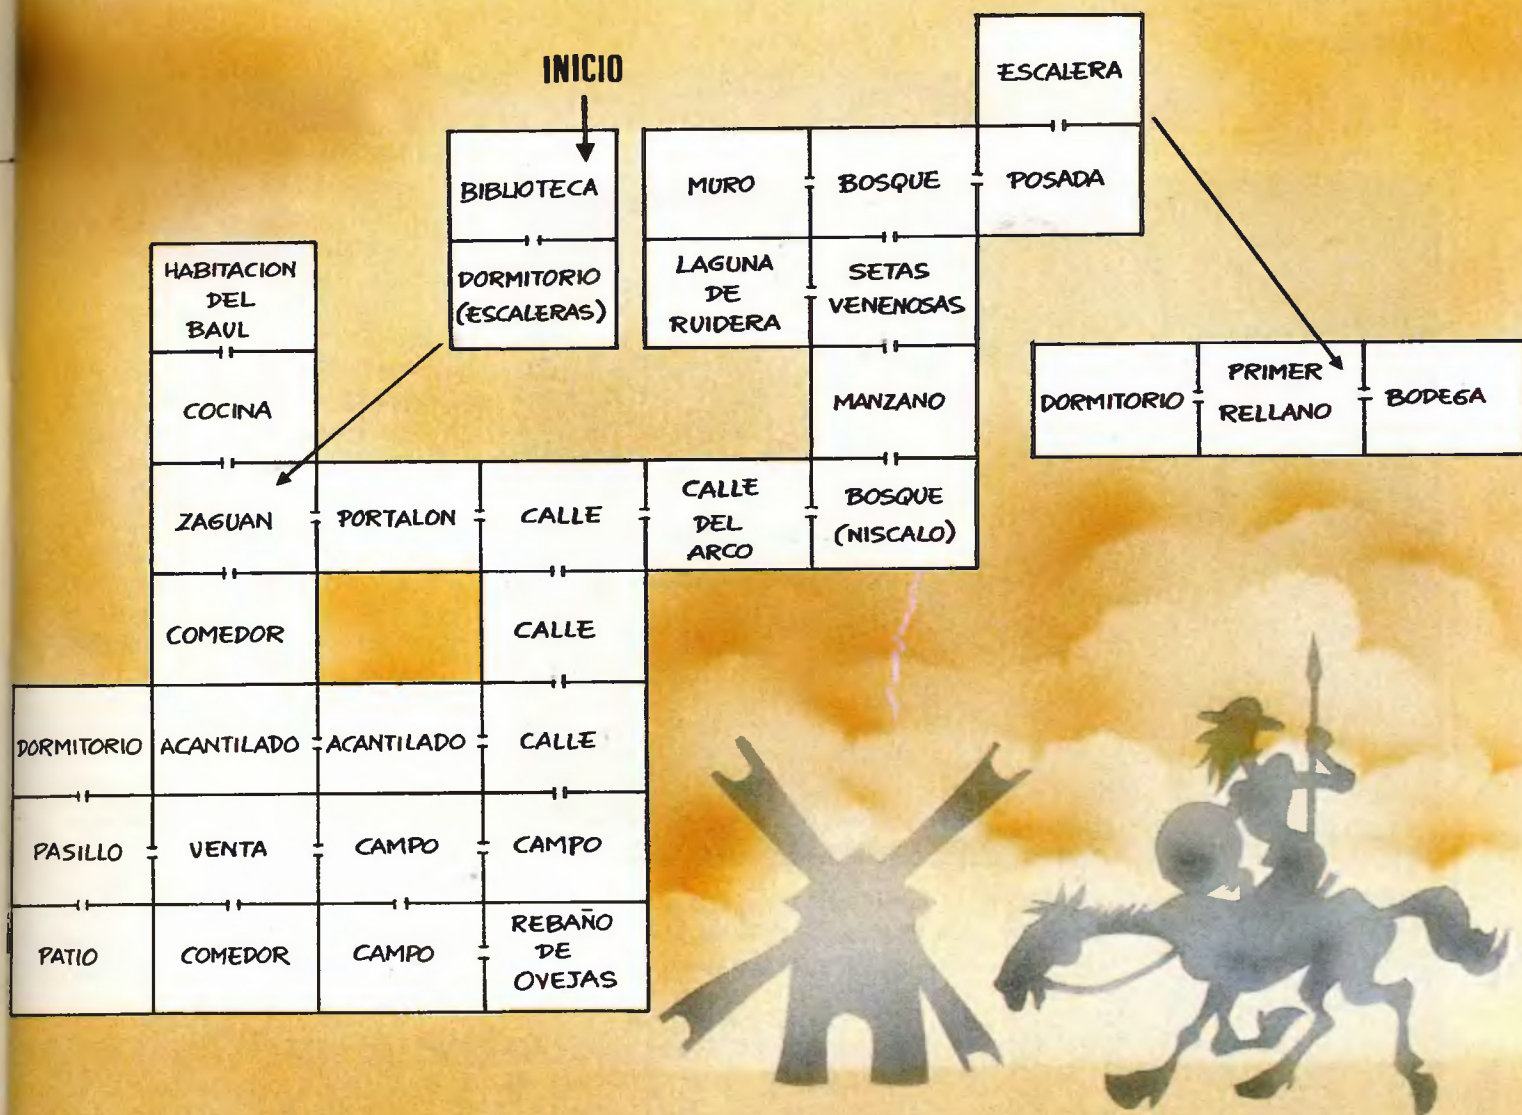 INICIO
ESCALERA
BIBLIOTECA
MURO
BOSQUE
POSADA
HABITACION
DEL
BAUL
DORMITORIO
(ESCALERAS)
LAGUNA
DE
RUIDERA
SETAS
VENENOSAS
COCINA
MANZANO
DORMITORIO
PRIMER
RELLANO
BODEGA
ZAGUAN
PORTALON
CALLE
CALLE
DEL
ARCO
BOSQUE
(NISCALO)
COMEDOR
CALLE
DORMITORIO
ACANTILADO
ACANTILADO
CALLE
PASILLO
VENTA
CAMPO
CAMPO
PATIO
COMEDOR
CAMPO
REBAÑO
DE
OVEJAS